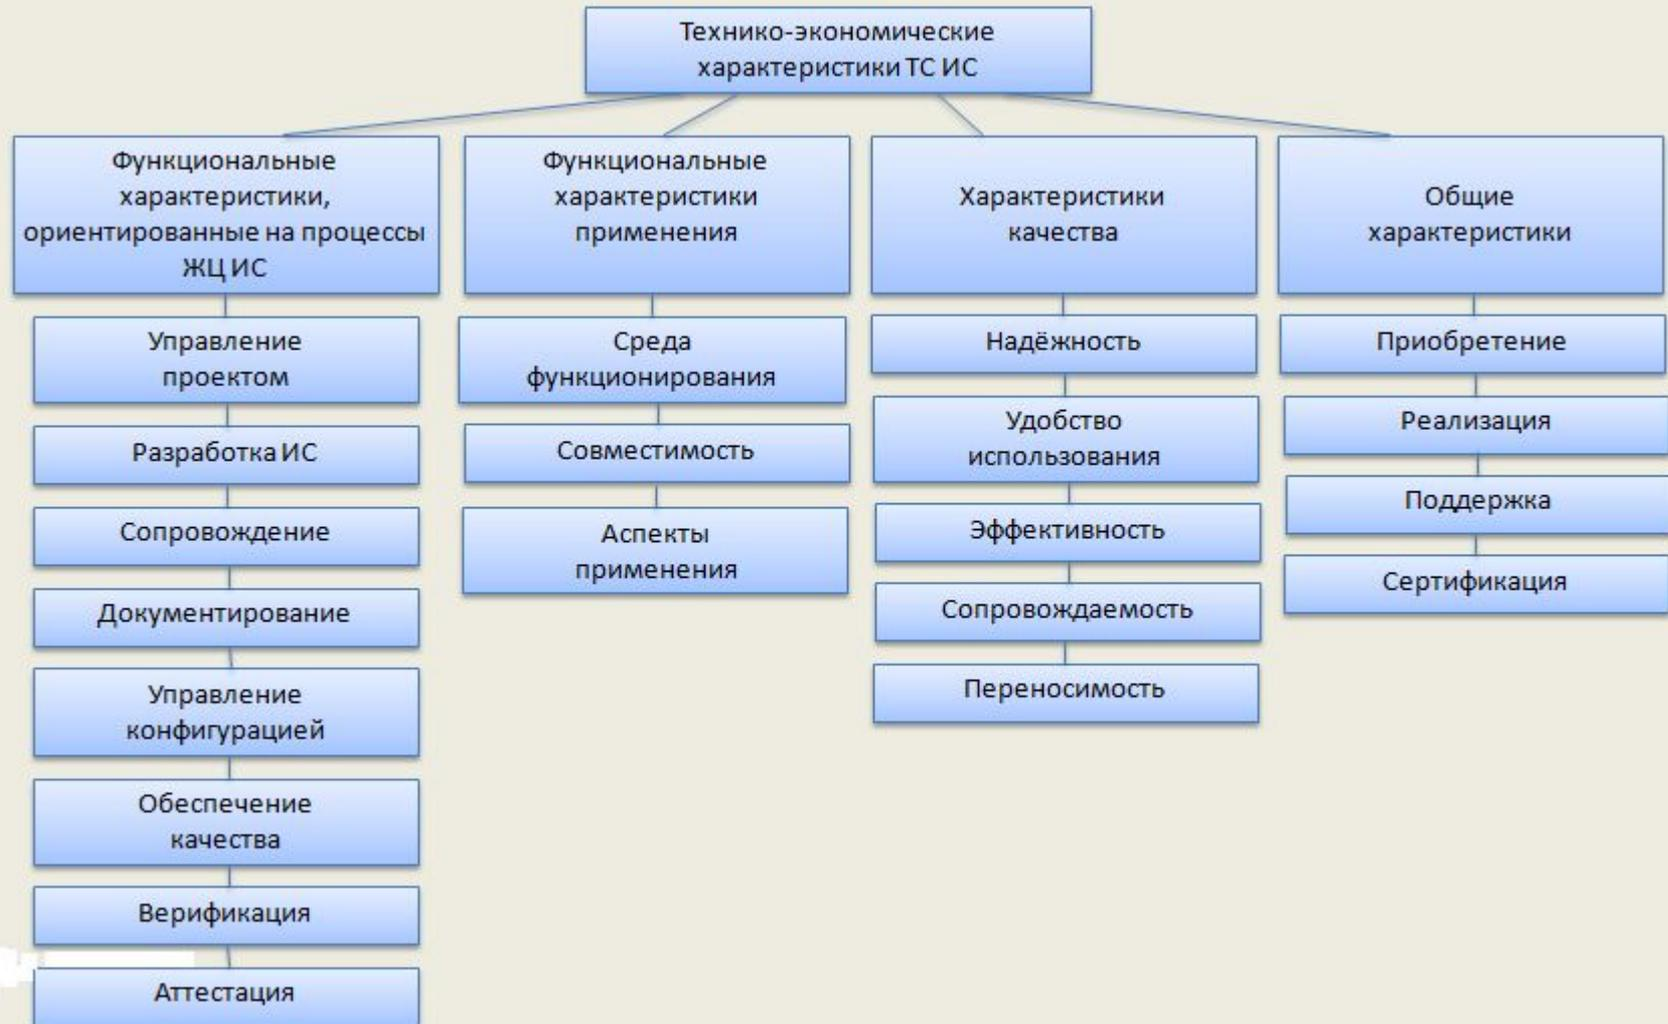 Технико-экономические
характеристики ТС ИС
Функциональные
характеристики,
ориентированные на процессы
ЖЦ ИС
Управление
проектом
Разработка ИС
Сопровождение
Документирование
Управление
конфигурацией
Обеспечение
качества
Верификация
Аттестация
Функциональные
характеристики
применения
Среда
функционирования
Совместимость
Аспекты
применения
Характеристики
качества
Надёжность
Удобство
использования
Эффективность
Сопровождаемость
Переносимость
Общие
характеристики
Приобретение
Реализация
Поддержка
Сертификация